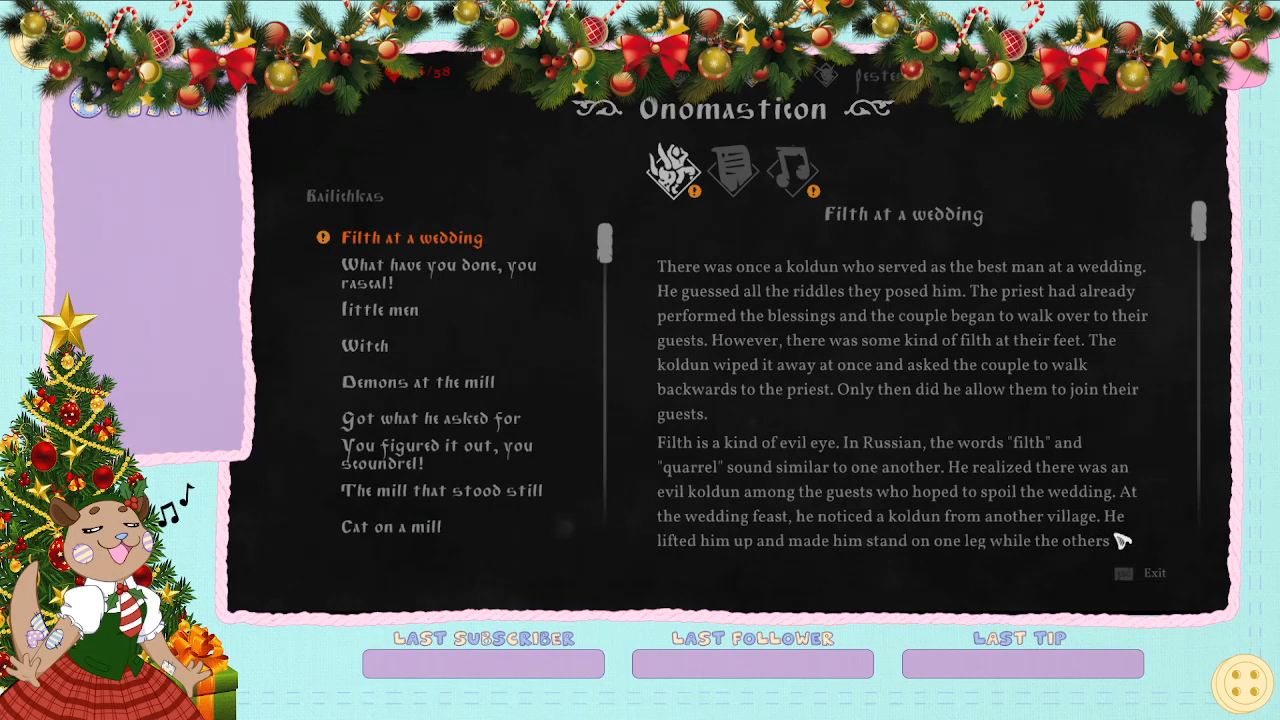 Onomasticon
Bailichkas
Filth at a wedding
What have you done, you
rascal!
Little men
Witch
Demons at the mill
Got what he asked for
You figured it out, you
scoundrel!
The mill that stood still
Cat on a mill
Filth at a wedding
There was once a koldun who served as the best man at a wedding.
He guessed all the riddles they posed him. The priest had already
performed the blessings and the couple began to walk over to their
guests. However, there was some kind of filth at their feet. The
koldun wiped it away at once and asked the couple to walk
backwards to the priest. Only then did he allow them to join their
guests.
Filth is a kind of evil eye. In Russian, the words "filth" and
"quarrel" sound similar to one another. He realized there was an
evil koldun among the guests who hoped to spoil the wedding. At
the wedding feast, he noticed a koldun from another village. He
lifted him up and made him stand on one leg while the others
Exit
LAST SUBSCRIBER
LAST FOLLOWER
LAST TIP